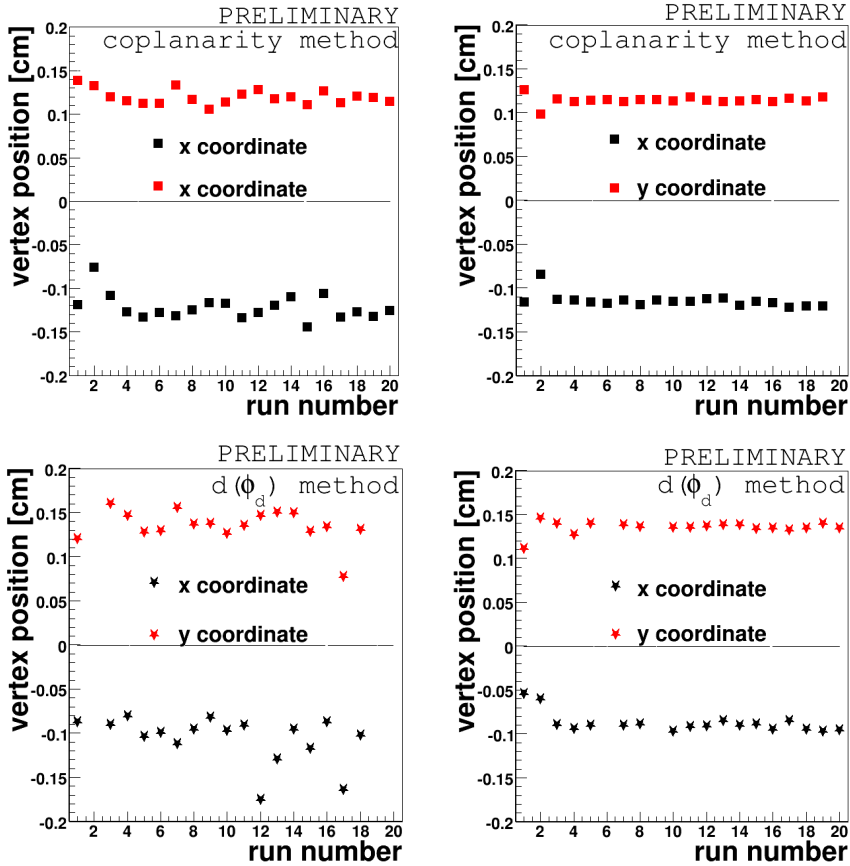 PRELIMINARY
coplanarity method
vertex position [cm]
0.2
0.15
0.1
0.05
0
-0.05
-0.1
-0.15
-0.2
x coordinate
x coordinate
2 4 6 8 10 12 14 16 18 20
run number
PRELIMINARY
coplanarity method
vertex position [cm]
0.2
0.15
0.1
0.05
0
-0.05
-0.1
-0.15
-0.2
x coordinate
y coordinate
2 4 6 8 10 12 14 16 18 20
run number
PRELIMINARY
d(ϕd) method
vertex position [cm]
0.2
0.15
0.1
0.05
0
-0.05
-0.1
-0.15
-0.2
x coordinate
y coordinate
2 4 6 8 10 12 14 16 18 20
run number
PRELIMINARY
d(ϕd) method
vertex position [cm]
0.2
0.15
0.1
0.05
0
-0.05
-0.1
-0.15
-0.2
x coordinate
y coordinate
2 4 6 8 10 12 14 16 18 20
run number